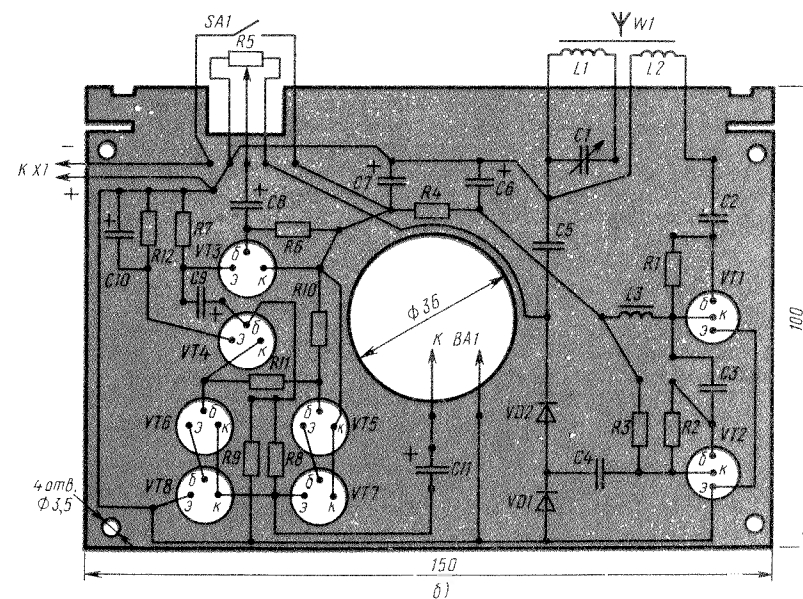 SA1
R5
W1
L1
L2
C1
−
К X1
+
C7
R4
C6
C8
C2
R7
R6
VT3
C5
R12
б
Э
К
R1
VT1
C10
C9
R10
L3
К
Э
Ф36
100
VT4
б
Э
К
К ВА1
R11
C3
VT6
б
Э
К
б
Э
К
VT5
VD2
R3
R2
VT2
R9
R8
C11
C4
б
К
Э
VT8
б
Э
К
б
Э
К
VT7
VD1
4 отв.
Ф3,5
150
б)